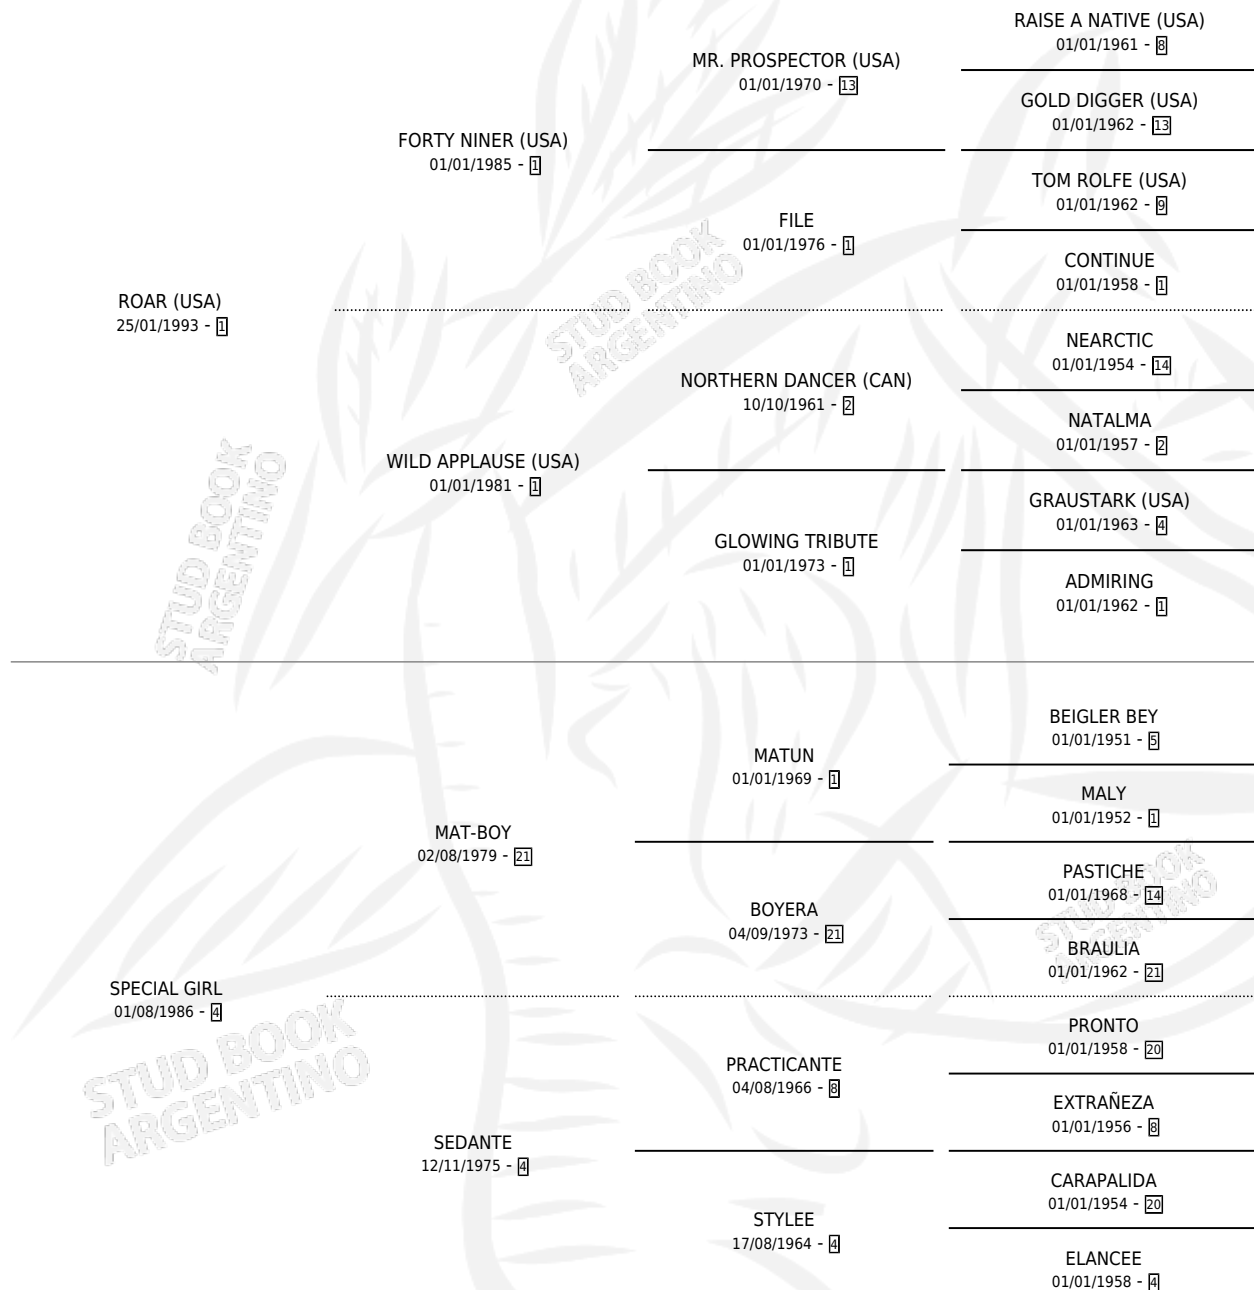 RAISE A NATIVE (USA)
01/01/1961 - 8
MR. PROSPECTOR (USA)
01/01/1970 - 13
GOLD DIGGER (USA)
01/01/1962 - 13
FORTY NINER (USA)
01/01/1985 - 1
TOM ROLFE (USA)
01/01/1962 - 9
FILE
01/01/1976 - 1
CONTINUE
01/01/1958 - 1
ROAR (USA)
25/01/1993 - 1
NEARCTIC
01/01/1954 - 14
NORTHERN DANCER (CAN)
10/10/1961 - 2
NATALMA
01/01/1957 - 2
WILD APPLAUSE (USA)
01/01/1981 - 1
GRAUSTARK (USA)
01/01/1963 - 4
GLOWING TRIBUTE
01/01/1973 - 1
ADMIRING
01/01/1962 - 1
BEIGLER BEY
01/01/1951 - 5
MATUN
01/01/1969 - 1
MALY
01/01/1952 - 1
MAT-BOY
02/08/1979 - 21
PASTICHE
01/01/1968 - 14
BOYERA
04/09/1973 - 21
BRAULIA
01/01/1962 - 21
SPECIAL GIRL
01/08/1986 - 4
PRONTO
01/01/1958 - 20
PRACTICANTE
04/08/1966 - 8
EXTRAÑEZA
01/01/1956 - 8
SEDANTE
12/11/1975 - 4
CARAPALIDA
01/01/1954 - 20
STYLEE
17/08/1964 - 4
ELANCEE
01/01/1958 - 4
STUD BOOK
ARGENTINO
STUD BOOK
ARGENTINO
STUD BOOK
ARGENTINO
STUD BOOK
ARGENTINO